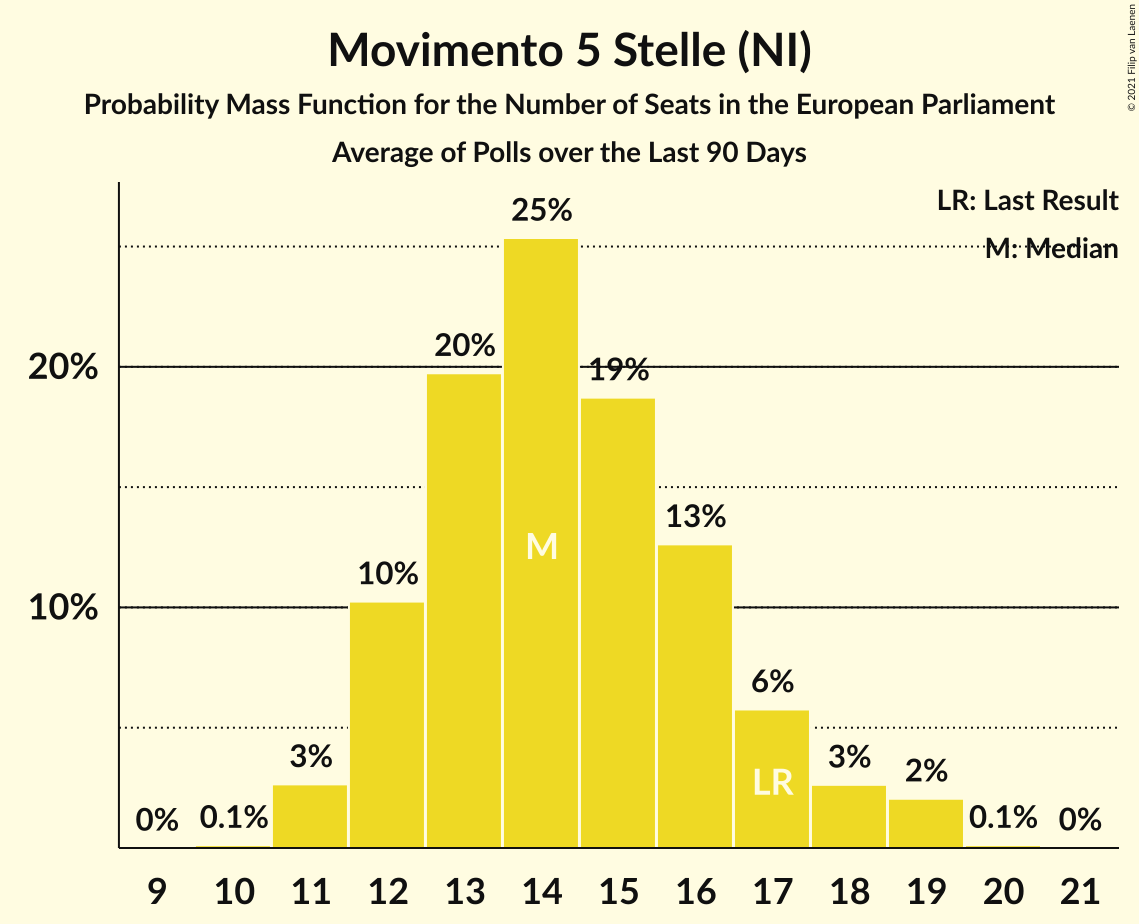 Movimento 5 Stelle (NI)
Probability Mass Function for the Number of Seats in the European Parliament
Average of Polls over the Last 90 Days
© 2021 Filip van Laenen
LR: Last Result
M: Median
20%
10%
0%
0.1%
3%
10%
20%
25%
19%
13%
6%
3%
2%
0.1%
0%
M
LR
9 10 11 12 13 14 15 16 17 18 19 20 21